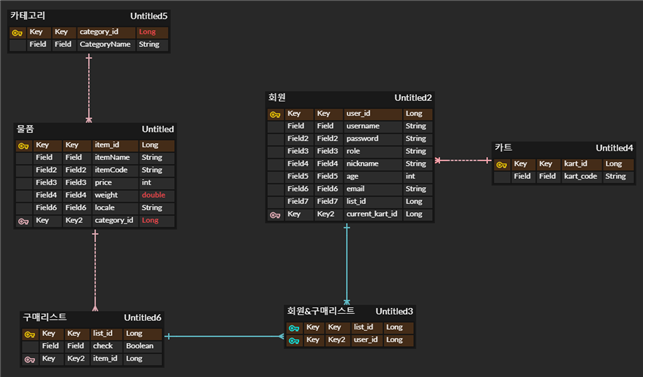 카테고리 Untitled5
Key Key category_id Long
Field Field CategoryName String
물품 Untitled
Key Key item_id Long
Field Field itemName String
Field2 Field2 itemCode String
Field3 Field3 price int
Field4 Field4 weight double
Field6 Field6 locale String
Key Key2 category_id Long
회원 Untitled2
Key Key user_id Long
Field Field username String
Field2 Field2 password String
Field3 Field3 role String
Field4 Field4 nickname String
Field5 Field5 age int
Field6 Field6 email String
Field7 Field7 list_id Long
Key Key2 current_kart_id Long
카트 Untitled4
Key Key kart_id Long
Field Field kart_code String
구매리스트 Untitled6
Key Key list_id Long
Field Field check Boolean
Key Key2 item_id Long
회원&구매리스트 Untitled3
Key Key list_id Long
Key Key2 user_id Long